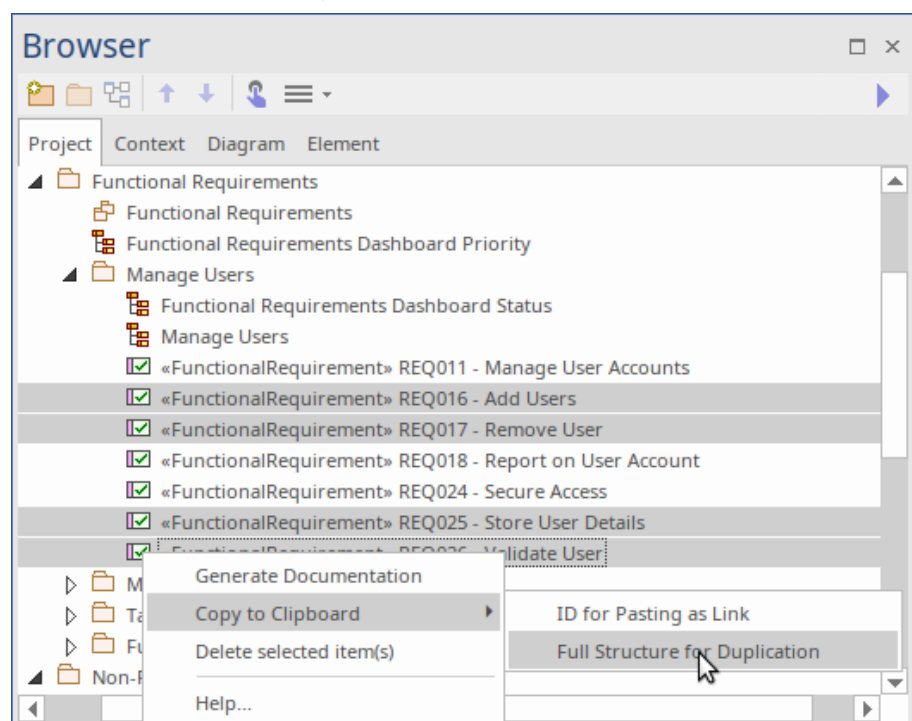 Browser
Project Context Diagram Element
Functional Requirements
Functional Requirements
Functional Requirements Dashboard Priority
Manage Users
Functional Requirements Dashboard Status
Manage Users
«FunctionalRequirement» REQ011 - Manage User Accounts
«FunctionalRequirement» REQ016 - Add Users
«FunctionalRequirement» REQ017 - Remove User
«FunctionalRequirement» REQ018 - Report on User Account
«FunctionalRequirement» REQ024 - Secure Access
«FunctionalRequirement» REQ025 - Store User Details
«FunctionalRequirement» REQ026 - Validate User
Generate Documentation
Copy to Clipboard
ID for Pasting as Link
Delete selected item(s)
Full Structure for Duplication
Help...